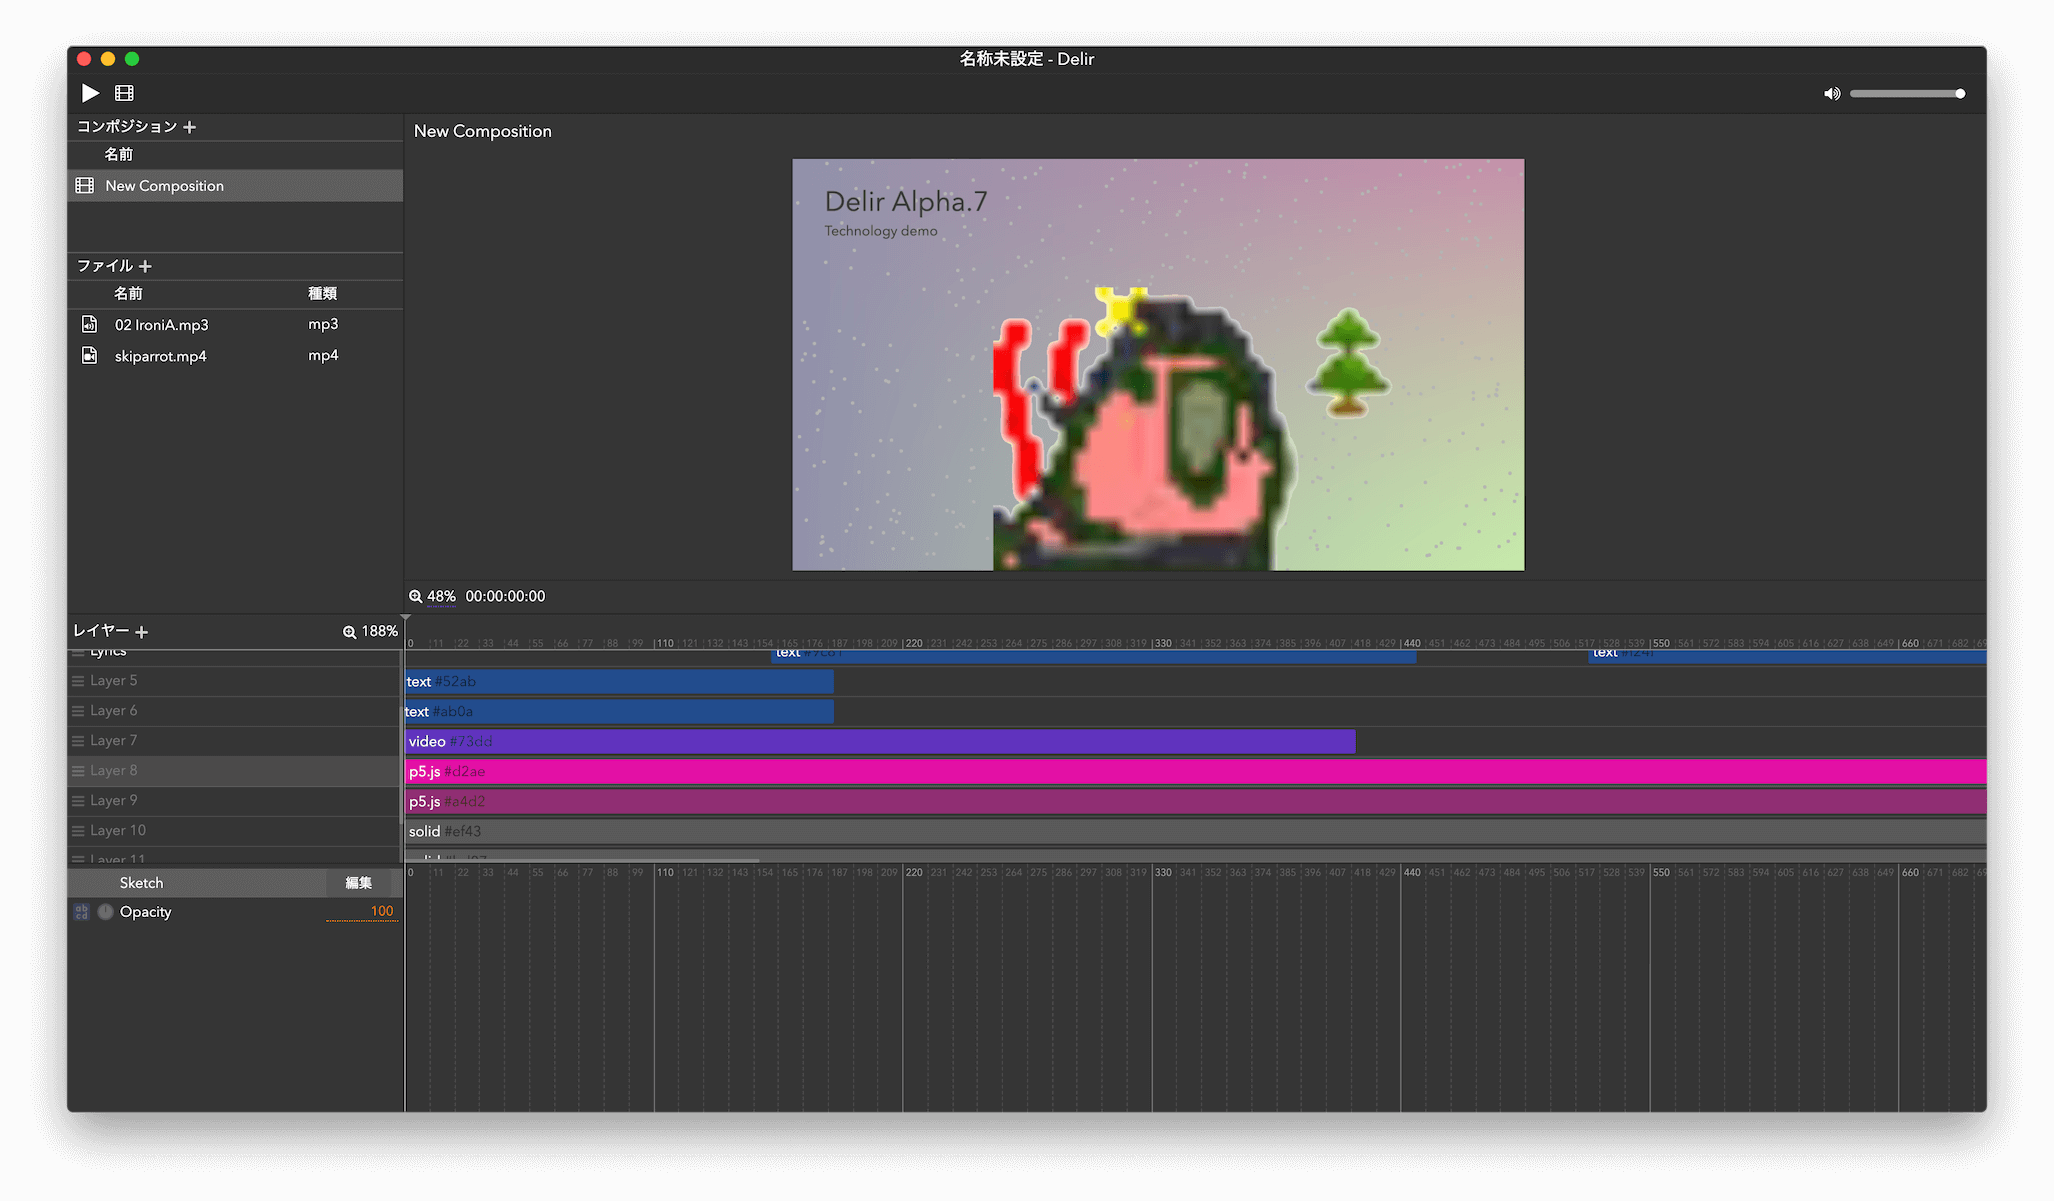 名称未設定 - Delir
コンポジション +
名前
New Composition
ファイル +
名前 種類
02 IroniA.mp3 mp3
skiparrot.mp4 mp4
New Composition
Delir Alpha.7
Technology demo
48% 00:00:00:00
レイヤー + 188%
0 11 22 33 44 55 66 77 88 99 110 121 132 143 154 165 176 187 198 209 220 231 242 253 264 275 286 297 308 319 330 341 352 363 374 385 396 407 418 429 440 451 462 473 484 495 506 517 528 539 550 561 572 583 594 605 616 627 638 649 660 671 682
Lyrics text text
Layer 5 text #52ab
Layer 6 text #ab0a
Layer 7 video #73dd
Layer 8 p5.js #d2ae
Layer 9 p5.js #a4d2
Layer 10 solid #ef43
Layer 11
0 11 22 33 44 55 66 77 88 99 110 121 132 143 154 165 176 187 198 209 220 231 242 253 264 275 286 297 308 319 330 341 352 363 374 385 396 407 418 429 440 451 462 473 484 495 506 517 528 539 550 561 572 583 594 605 616 627 638 649 660 671 682
Sketch 編集
ab
cd
Opacity 100